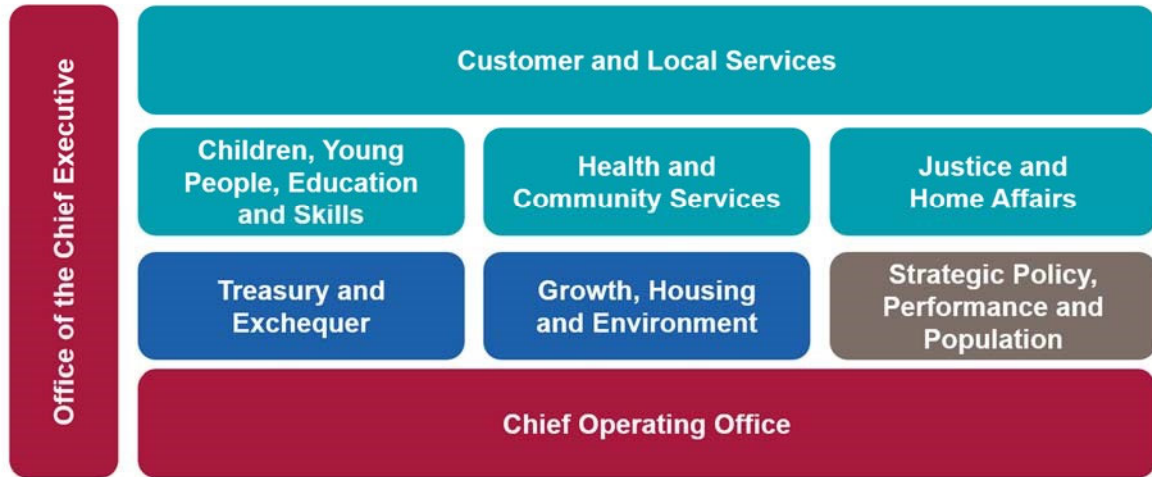 Office of the Chief Executive
Customer and Local Services
Children, Young
People, Education
and Skills
Health and
Community Services
Justice and
Home Affairs
Treasury and
Exchequer
Growth, Housing
and Environment
Strategic Policy,
Performance and
Population
Chief Operating Office